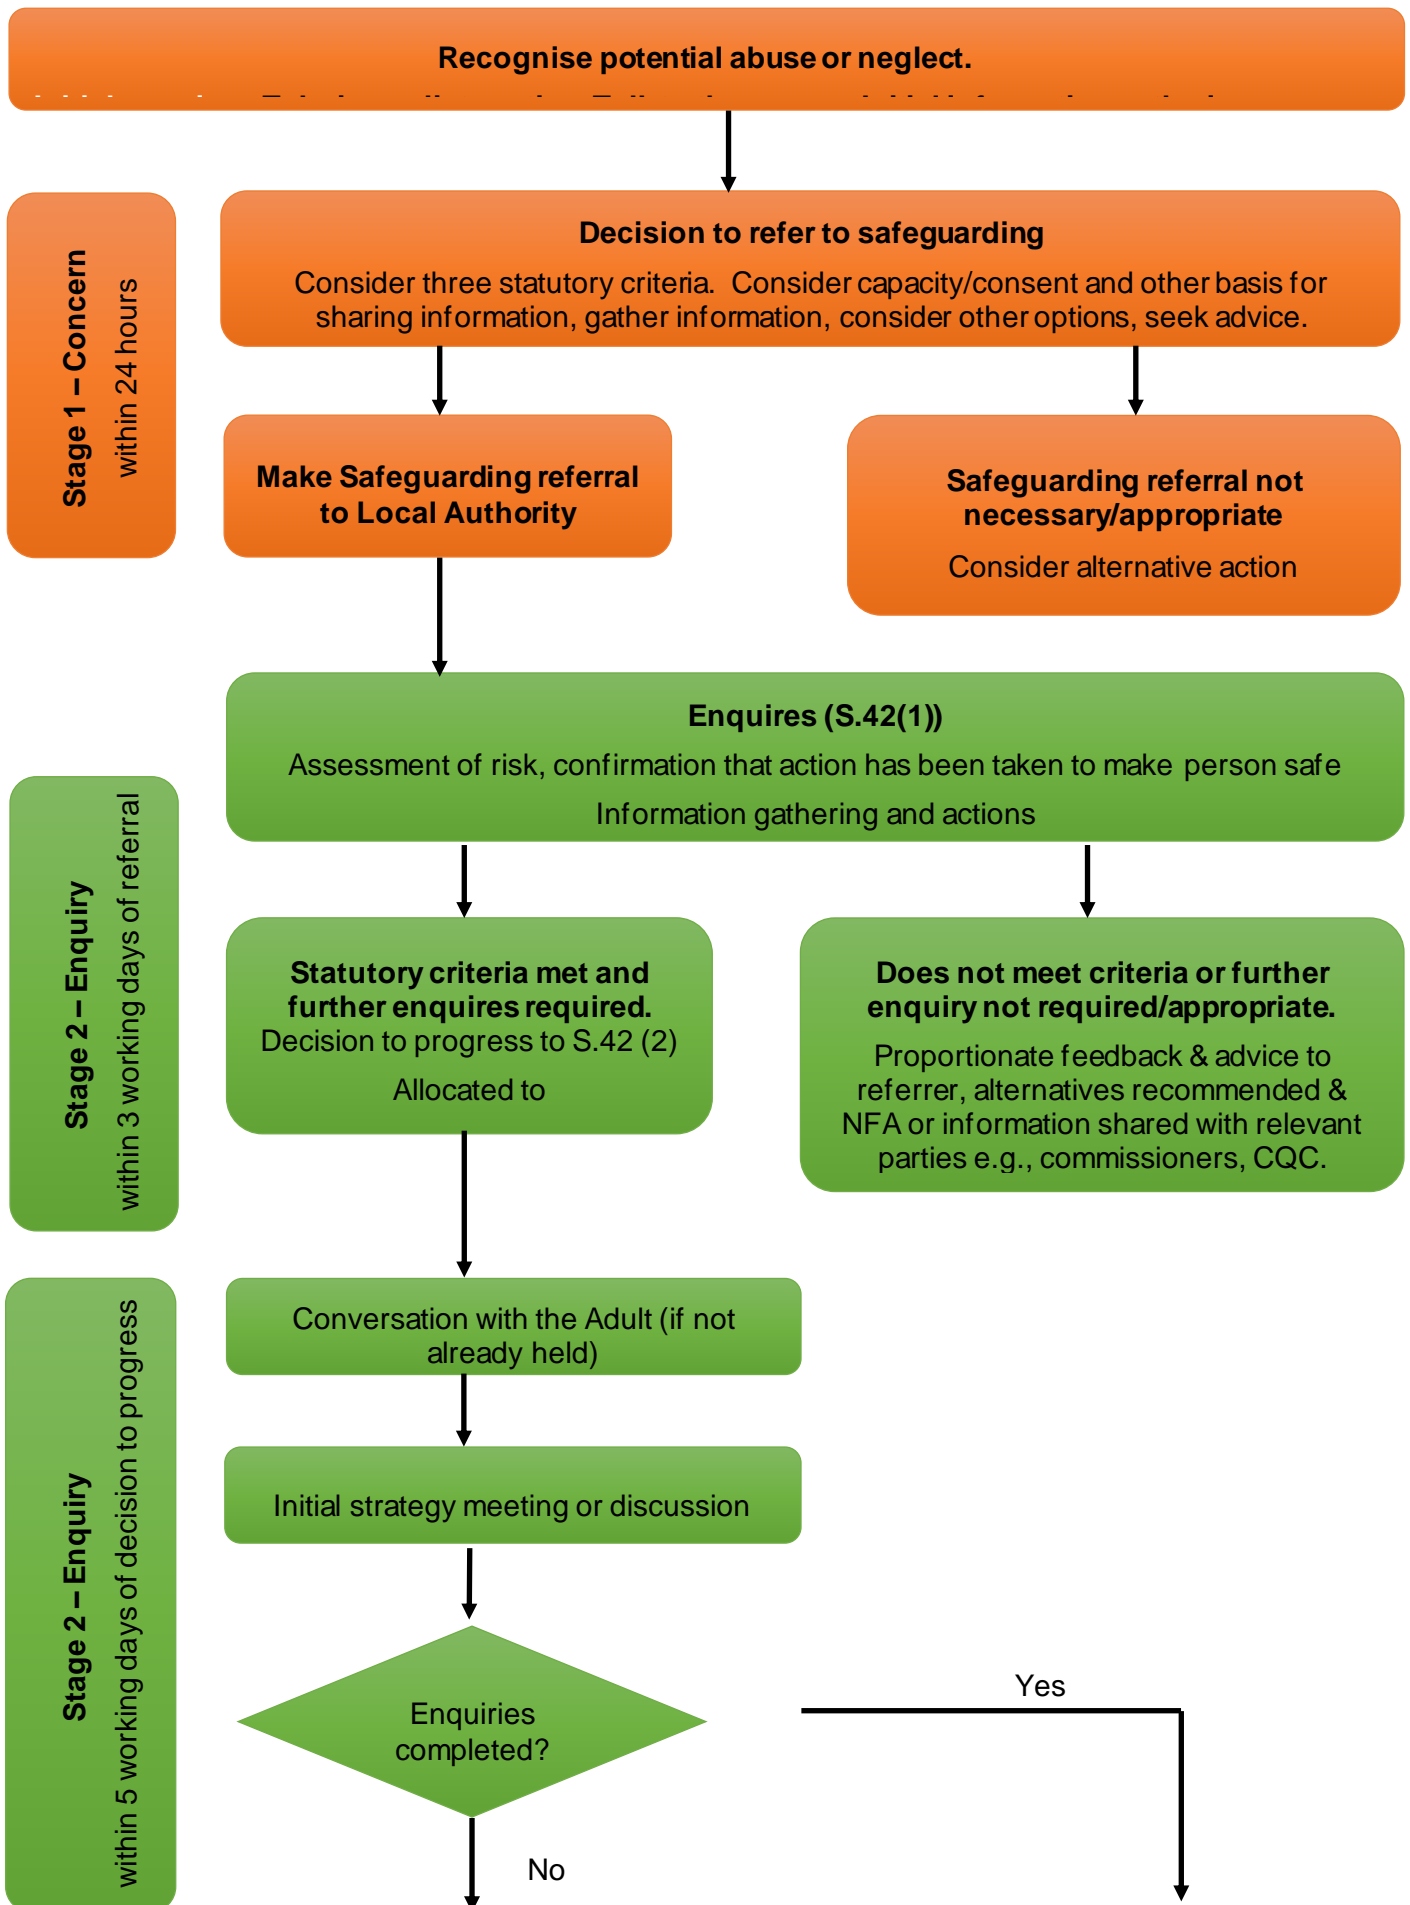 Recognise potential abuse or neglect.
Stage 1 – Concern
within 24 hours
Decision to refer to safeguarding
Consider three statutory criteria. Consider capacity/consent and other basis for
sharing information, gather information, consider other options, seek advice.
Make Safeguarding referral
to Local Authority
Safeguarding referral not
necessary/appropriate
Consider alternative action
Enquires (S.42(1))
Assessment of risk, confirmation that action has been taken to make person safe
Information gathering and actions
Stage 2 – Enquiry
within 3 working days of referral
Statutory criteria met and
further enquires required.
Decision to progress to S.42 (2)
Allocated to
Does not meet criteria or further
enquiry not required/appropriate.
Proportionate feedback & advice to
referrer, alternatives recommended &
NFA or information shared with relevant
parties e.g., commissioners, CQC.
Stage 2 – Enquiry
within 5 working days of decision to progress
Conversation with the Adult (if not
already held)
Initial strategy meeting or discussion
Enquiries
completed?
Yes
No